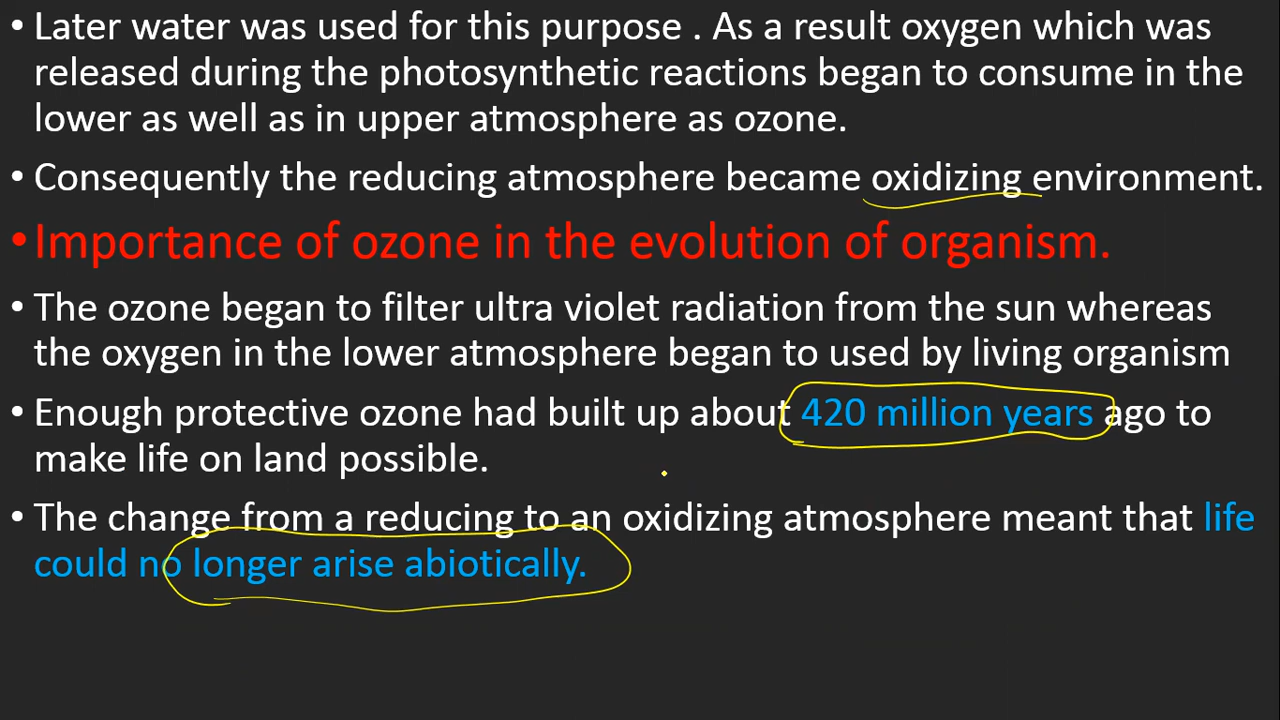 • Later water was used for this purpose . As a result oxygen which was
released during the photosynthetic reactions began to consume in the
lower as well as in upper atmosphere as ozone.
• Consequently the reducing atmosphere became oxidizing environment.
• Importance of ozone in the evolution of organism.
• The ozone began to filter ultra violet radiation from the sun whereas
the oxygen in the lower atmosphere began to used by living organism
• Enough protective ozone had built up about 420 million years ago to
make life on land possible.
• The change from a reducing to an oxidizing atmosphere meant that life
could no longer arise abiotically.